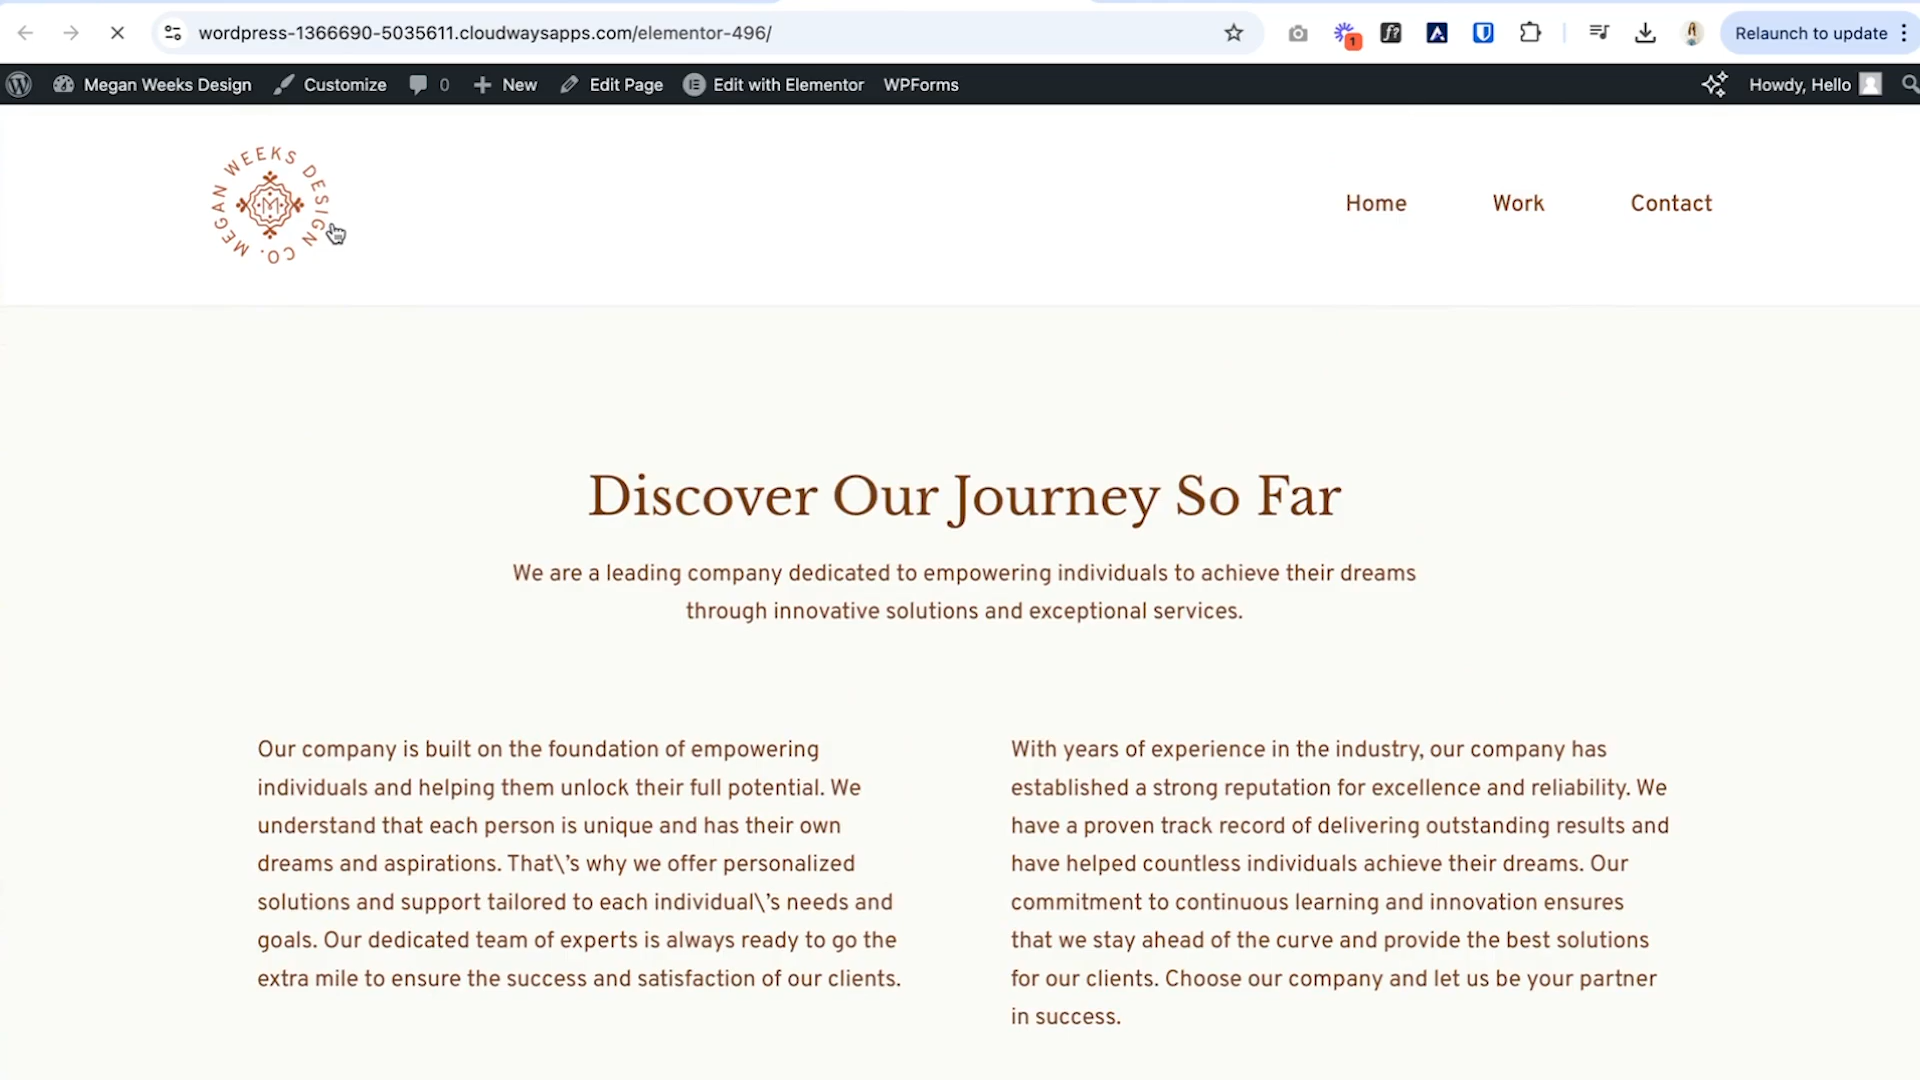 wordpress-1366690-5035611.cloudwaysapps.com/elementor-496/
1
f?
Relaunch to update
Megan Weeks Design
Customize
0
New
Edit Page
Edit with Elementor
WPForms
Howdy, Hello
MEGAN WEEKS DESIGN CO.
M
Home
Work
Contact
Discover Our Journey So Far
We are a leading company dedicated to empowering individuals to achieve their dreams
through innovative solutions and exceptional services.
Our company is built on the foundation of empowering
individuals and helping them unlock their full potential. We
understand that each person is unique and has their own
dreams and aspirations. That\’s why we offer personalized
solutions and support tailored to each individual\’s needs and
goals. Our dedicated team of experts is always ready to go the
extra mile to ensure the success and satisfaction of our clients.
With years of experience in the industry, our company has
established a strong reputation for excellence and reliability. We
have a proven track record of delivering outstanding results and
have helped countless individuals achieve their dreams. Our
commitment to continuous learning and innovation ensures
that we stay ahead of the curve and provide the best solutions
for our clients. Choose our company and let us be your partner
in success.